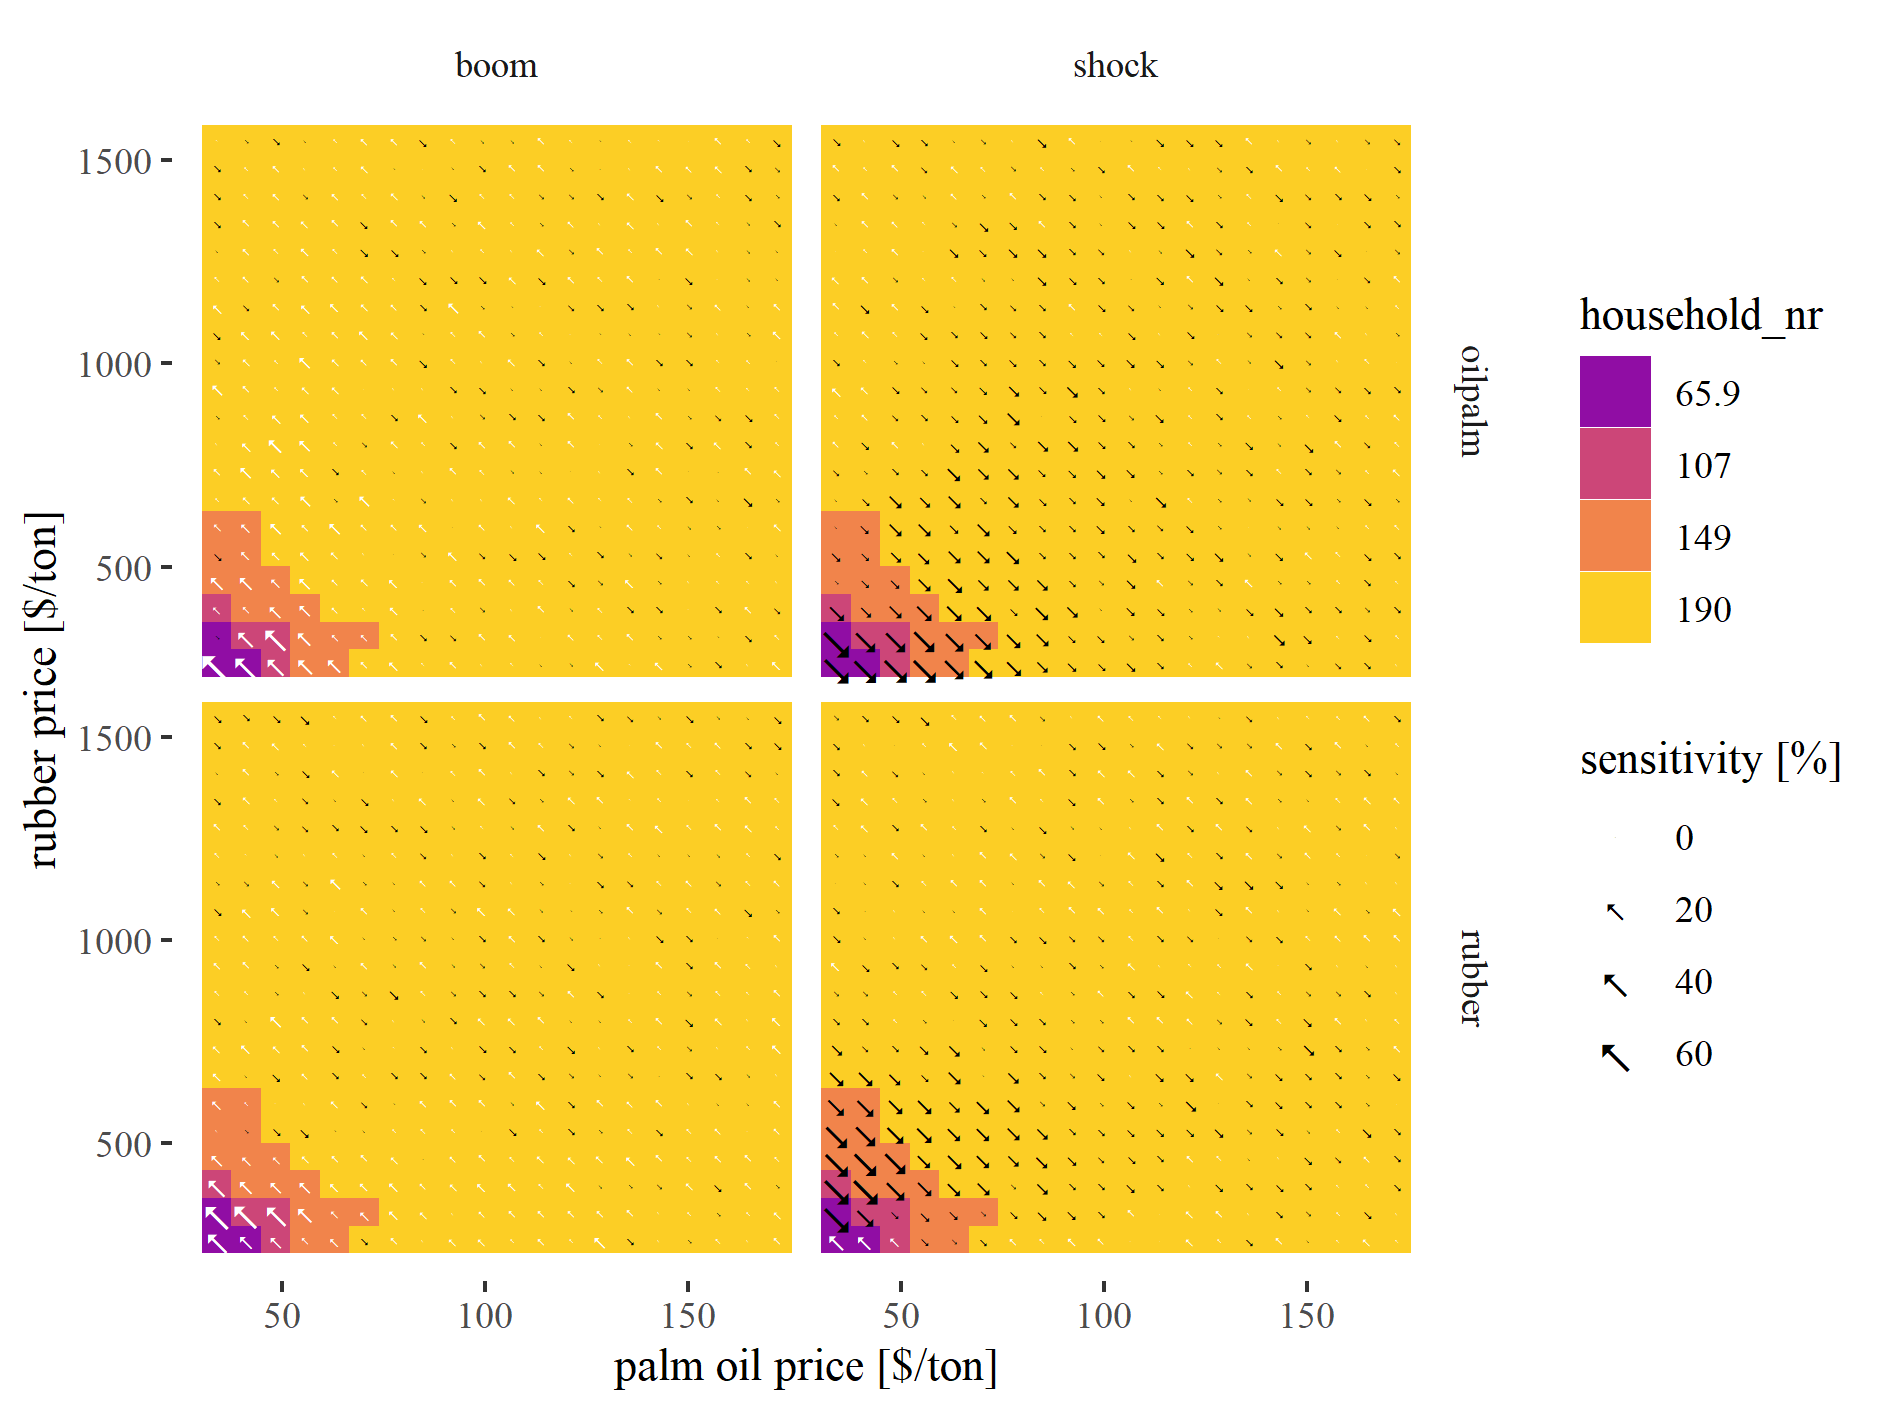 boom
shock
1500
1000
500
oilpalm
1500
1000
500
rubber
rubber price [$/ton]
50
100
150
50
100
150
palm oil price [$/ton]
household_nr
65.9
107
149
190
sensitivity [%]
0
20
40
60